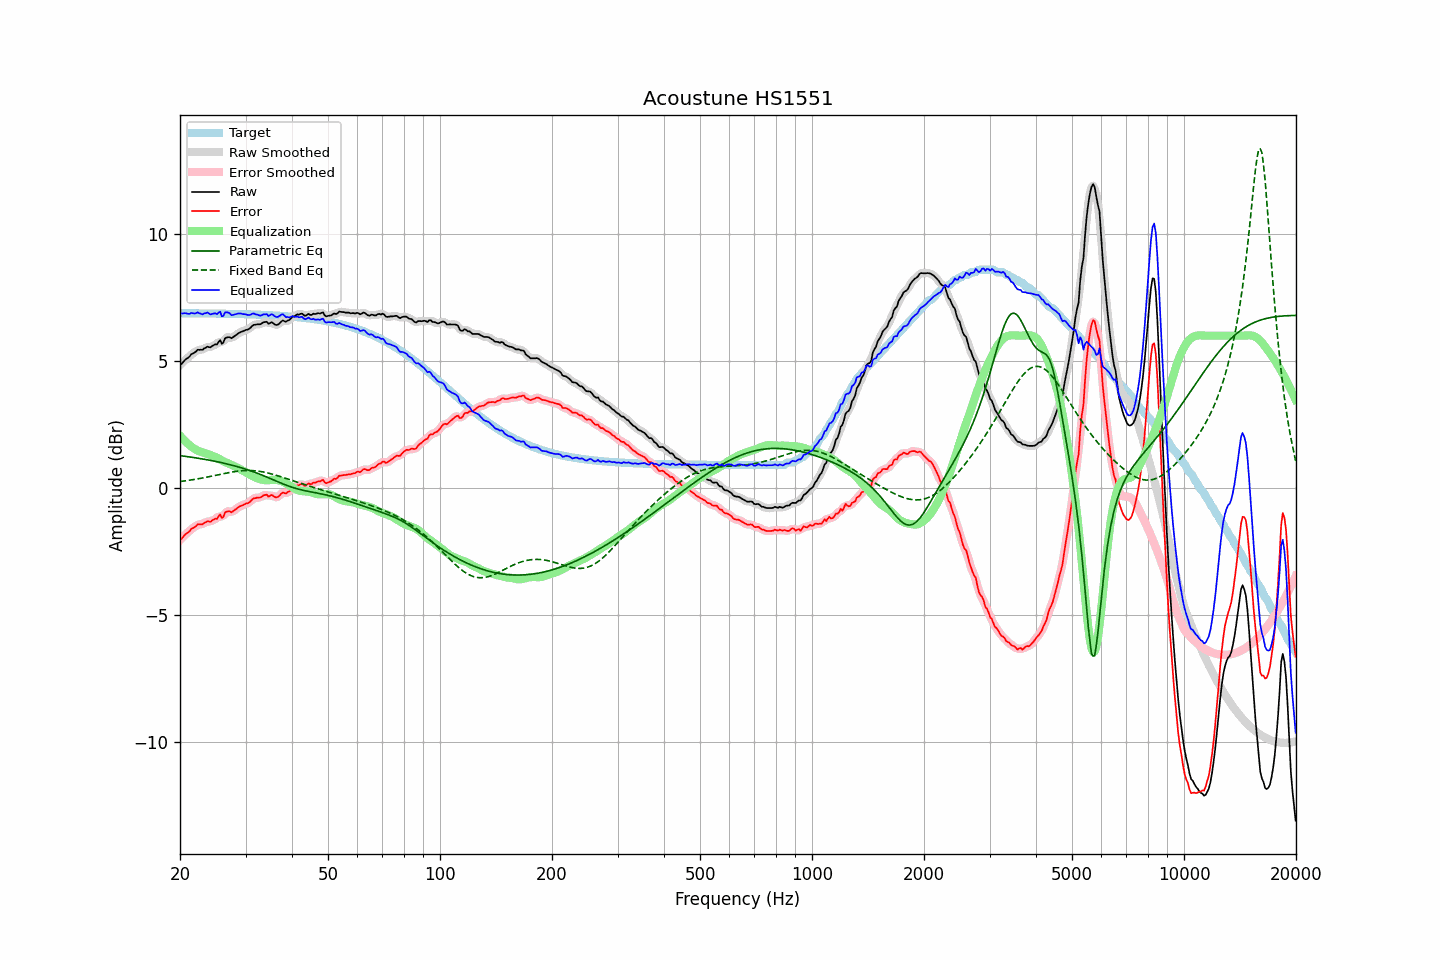 Acoustune HS1551
Target
Raw Smoothed
Error Smoothed
Raw
Error
Equalization
Parametric Eq
Fixed Band Eq
Equalized
Amplitude (dBr)
10
5
0
−5
−10
20 50 100 200 500 1000 2000 5000 10000 20000
Frequency (Hz)